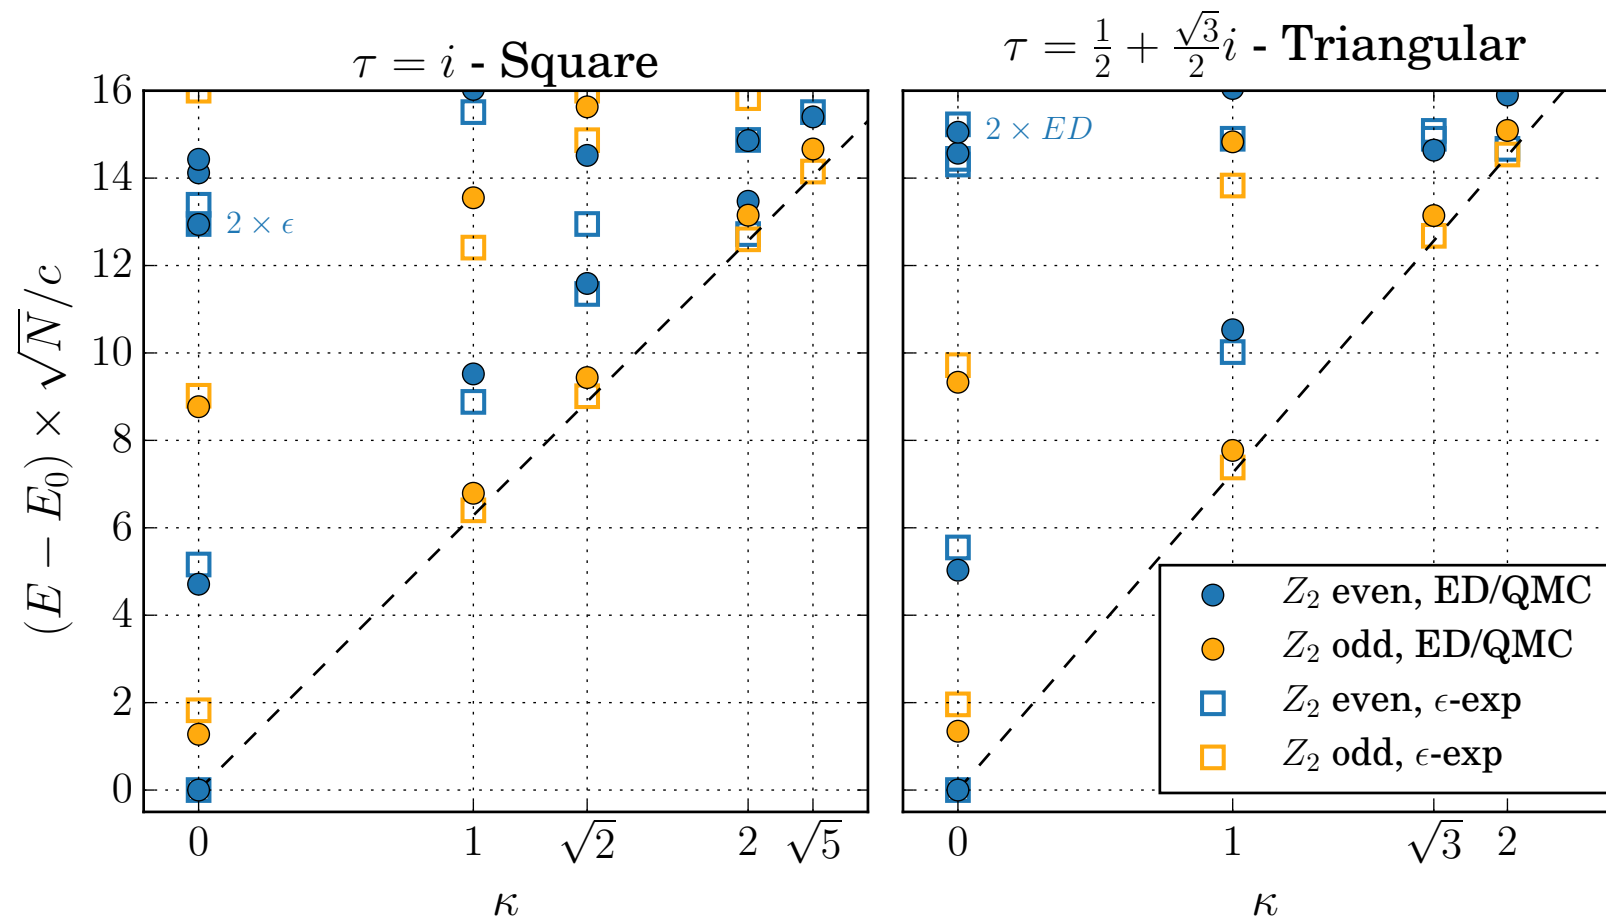 τ = i - Square
τ = 1/2 + √3/2 i - Triangular
(E − E₀) × √N/c
16
14
12
10
8
6
4
2
0
2 × ϵ
2 × ED
0 1 √2 2 √5
0 1 √3 2
κ
κ
Z₂ even, ED/QMC
Z₂ odd, ED/QMC
Z₂ even, ϵ-exp
Z₂ odd, ϵ-exp